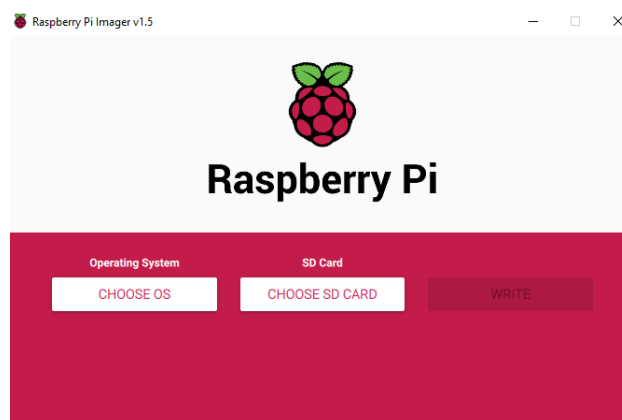 Raspberry Pi Imager v1.5
Raspberry Pi
Operating System
SD Card
CHOOSE OS
CHOOSE SD CARD
WRITE